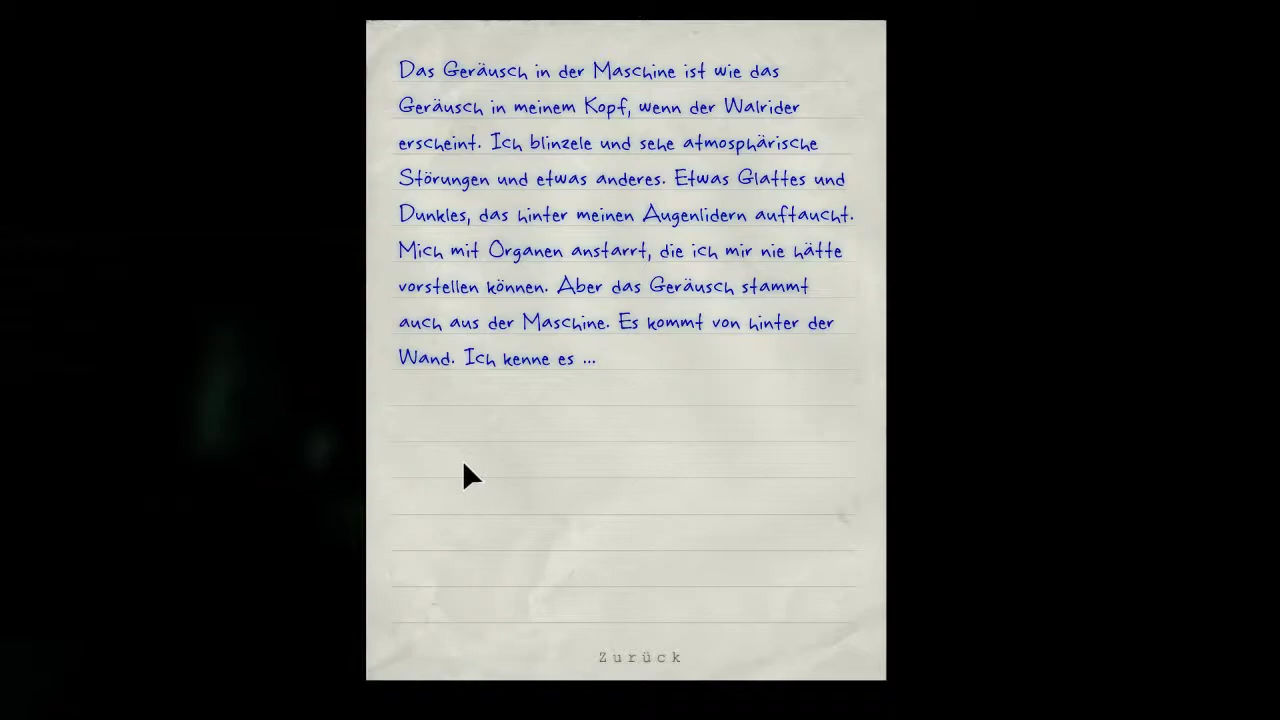 Das Geräusch in der Maschine ist wie das
Geräusch in meinem Kopf, wenn der Walrider
erscheint. Ich blinzele und sehe atmosphärische
Störungen und etwas anderes. Etwas Glattes und
Dunkles, das hinter meinen Augenlidern auftaucht.
Mich mit Organen anstarrt, die ich mir nie hätte
vorstellen können. Aber das Geräusch stammt
auch aus der Maschine. Es kommt von hinter der
Wand. Ich kenne es ...
Zurück